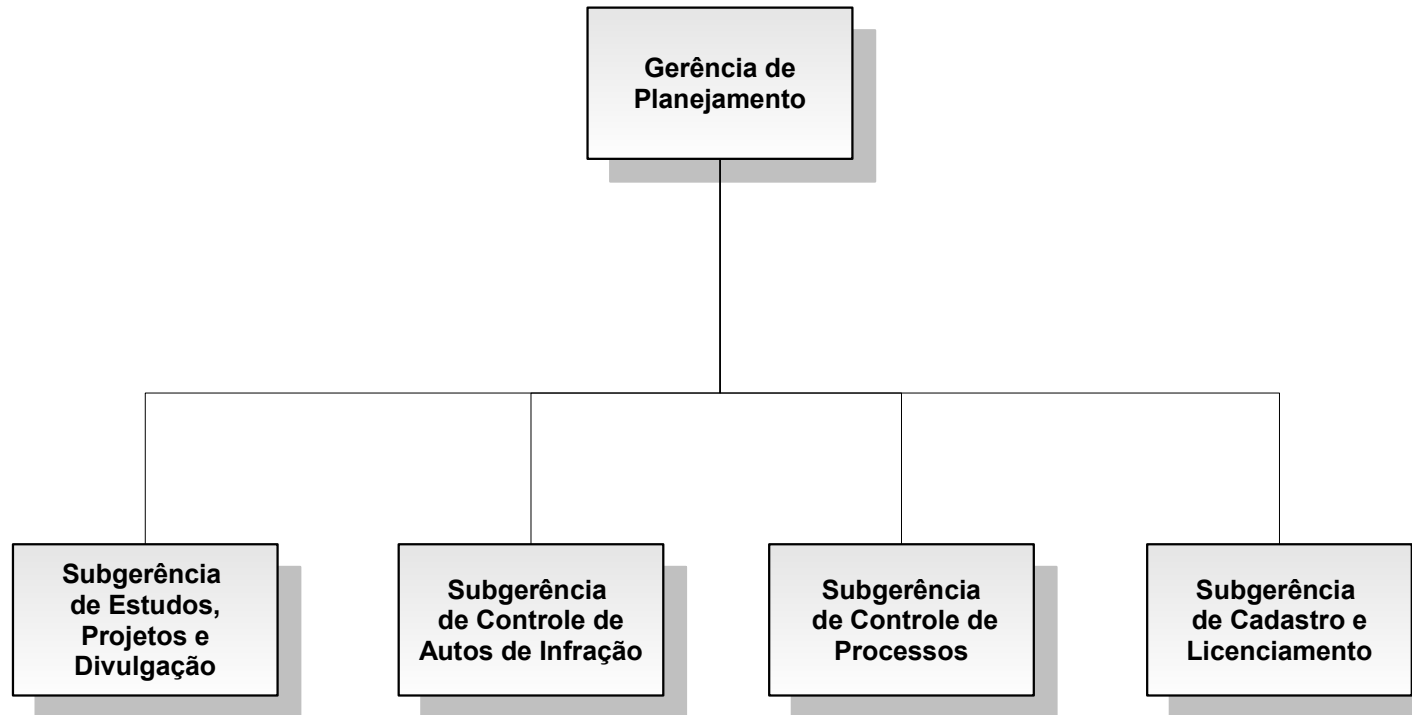 Gerência de
Planejamento
Subgerência
de Estudos,
Projetos e
Divulgação
Subgerência
de Controle de
Autos de Infração
Subgerência
de Controle de
Processos
Subgerência
de Cadastro e
Licenciamento